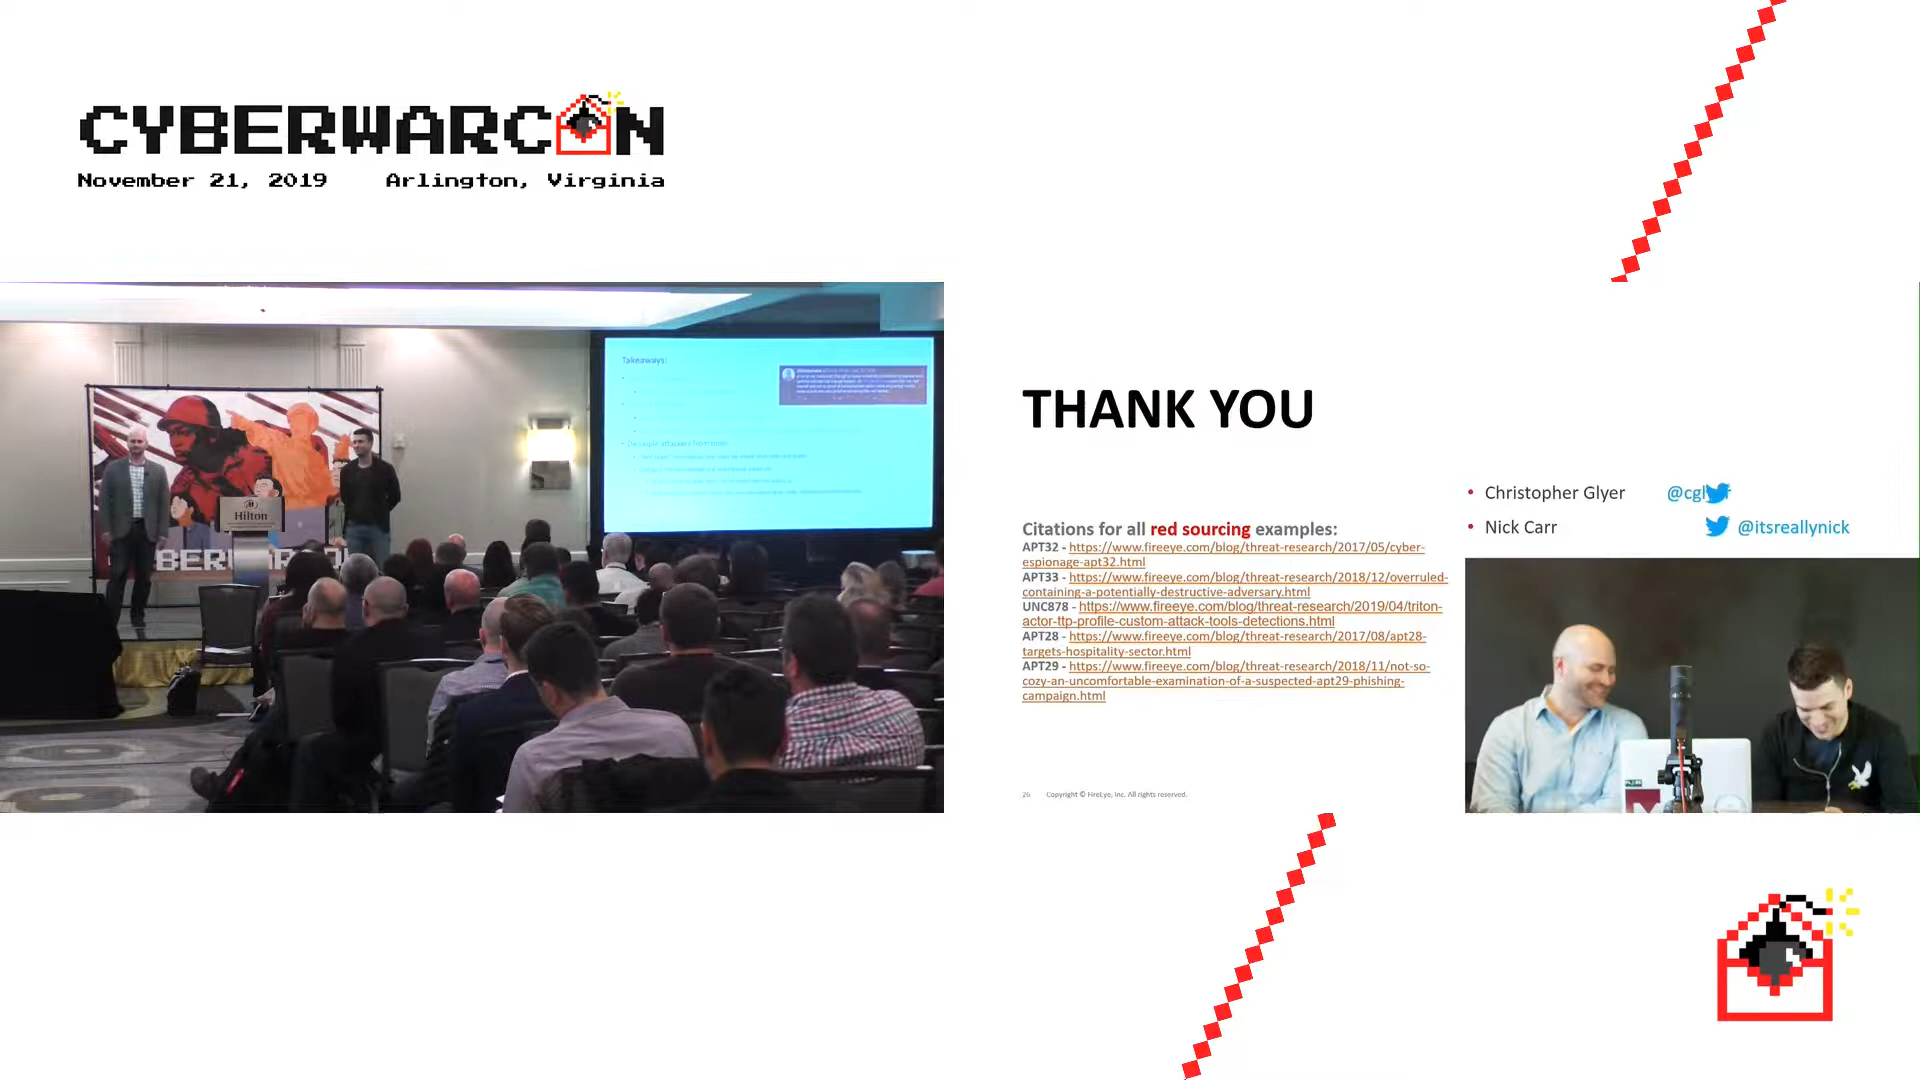 CYBERWARCON
November 21, 2019 Arlington, Virginia
Takeaways:
Hilton
THANK YOU
• Christopher Glyer @cgl
• Nick Carr @itsreallynick
Citations for all red sourcing examples:
APT32 - https://www.fireeye.com/blog/threat-research/2017/05/cyber-
espionage-apt32.html
APT33 - https://www.fireeye.com/blog/threat-research/2018/12/overruled-
containing-a-potentially-destructive-adversary.html
UNC878 - https://www.fireeye.com/blog/threat-research/2019/04/triton-
actor-ttp-profile-custom-attack-tools-detections.html
APT28 - https://www.fireeye.com/blog/threat-research/2017/08/apt28-
targets-hospitality-sector.html
APT29 - https://www.fireeye.com/blog/threat-research/2018/11/not-so-
cozy-an-uncomfortable-examination-of-a-suspected-apt29-phishing-
campaign.html
26 Copyright © FireEye, Inc. All rights reserved.